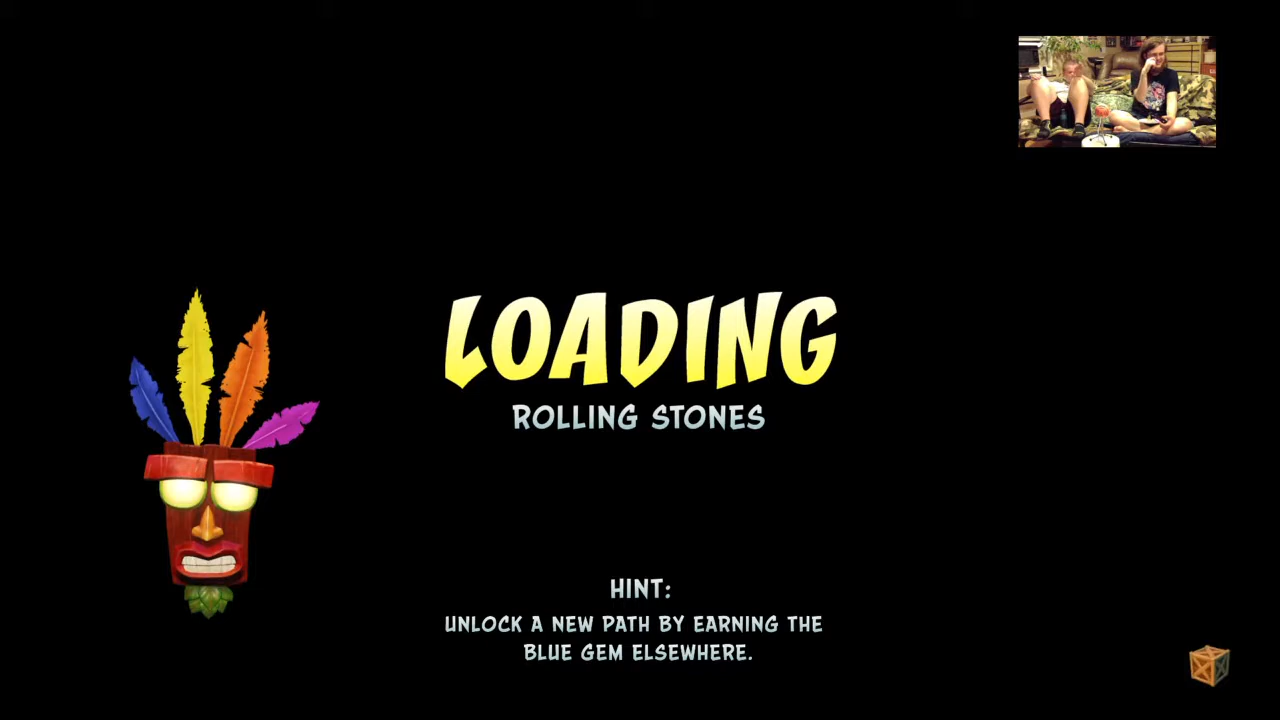 LOADING
ROLLING STONES
HINT:
UNLOCK A NEW PATH BY EARNING THE
BLUE GEM ELSEWHERE.